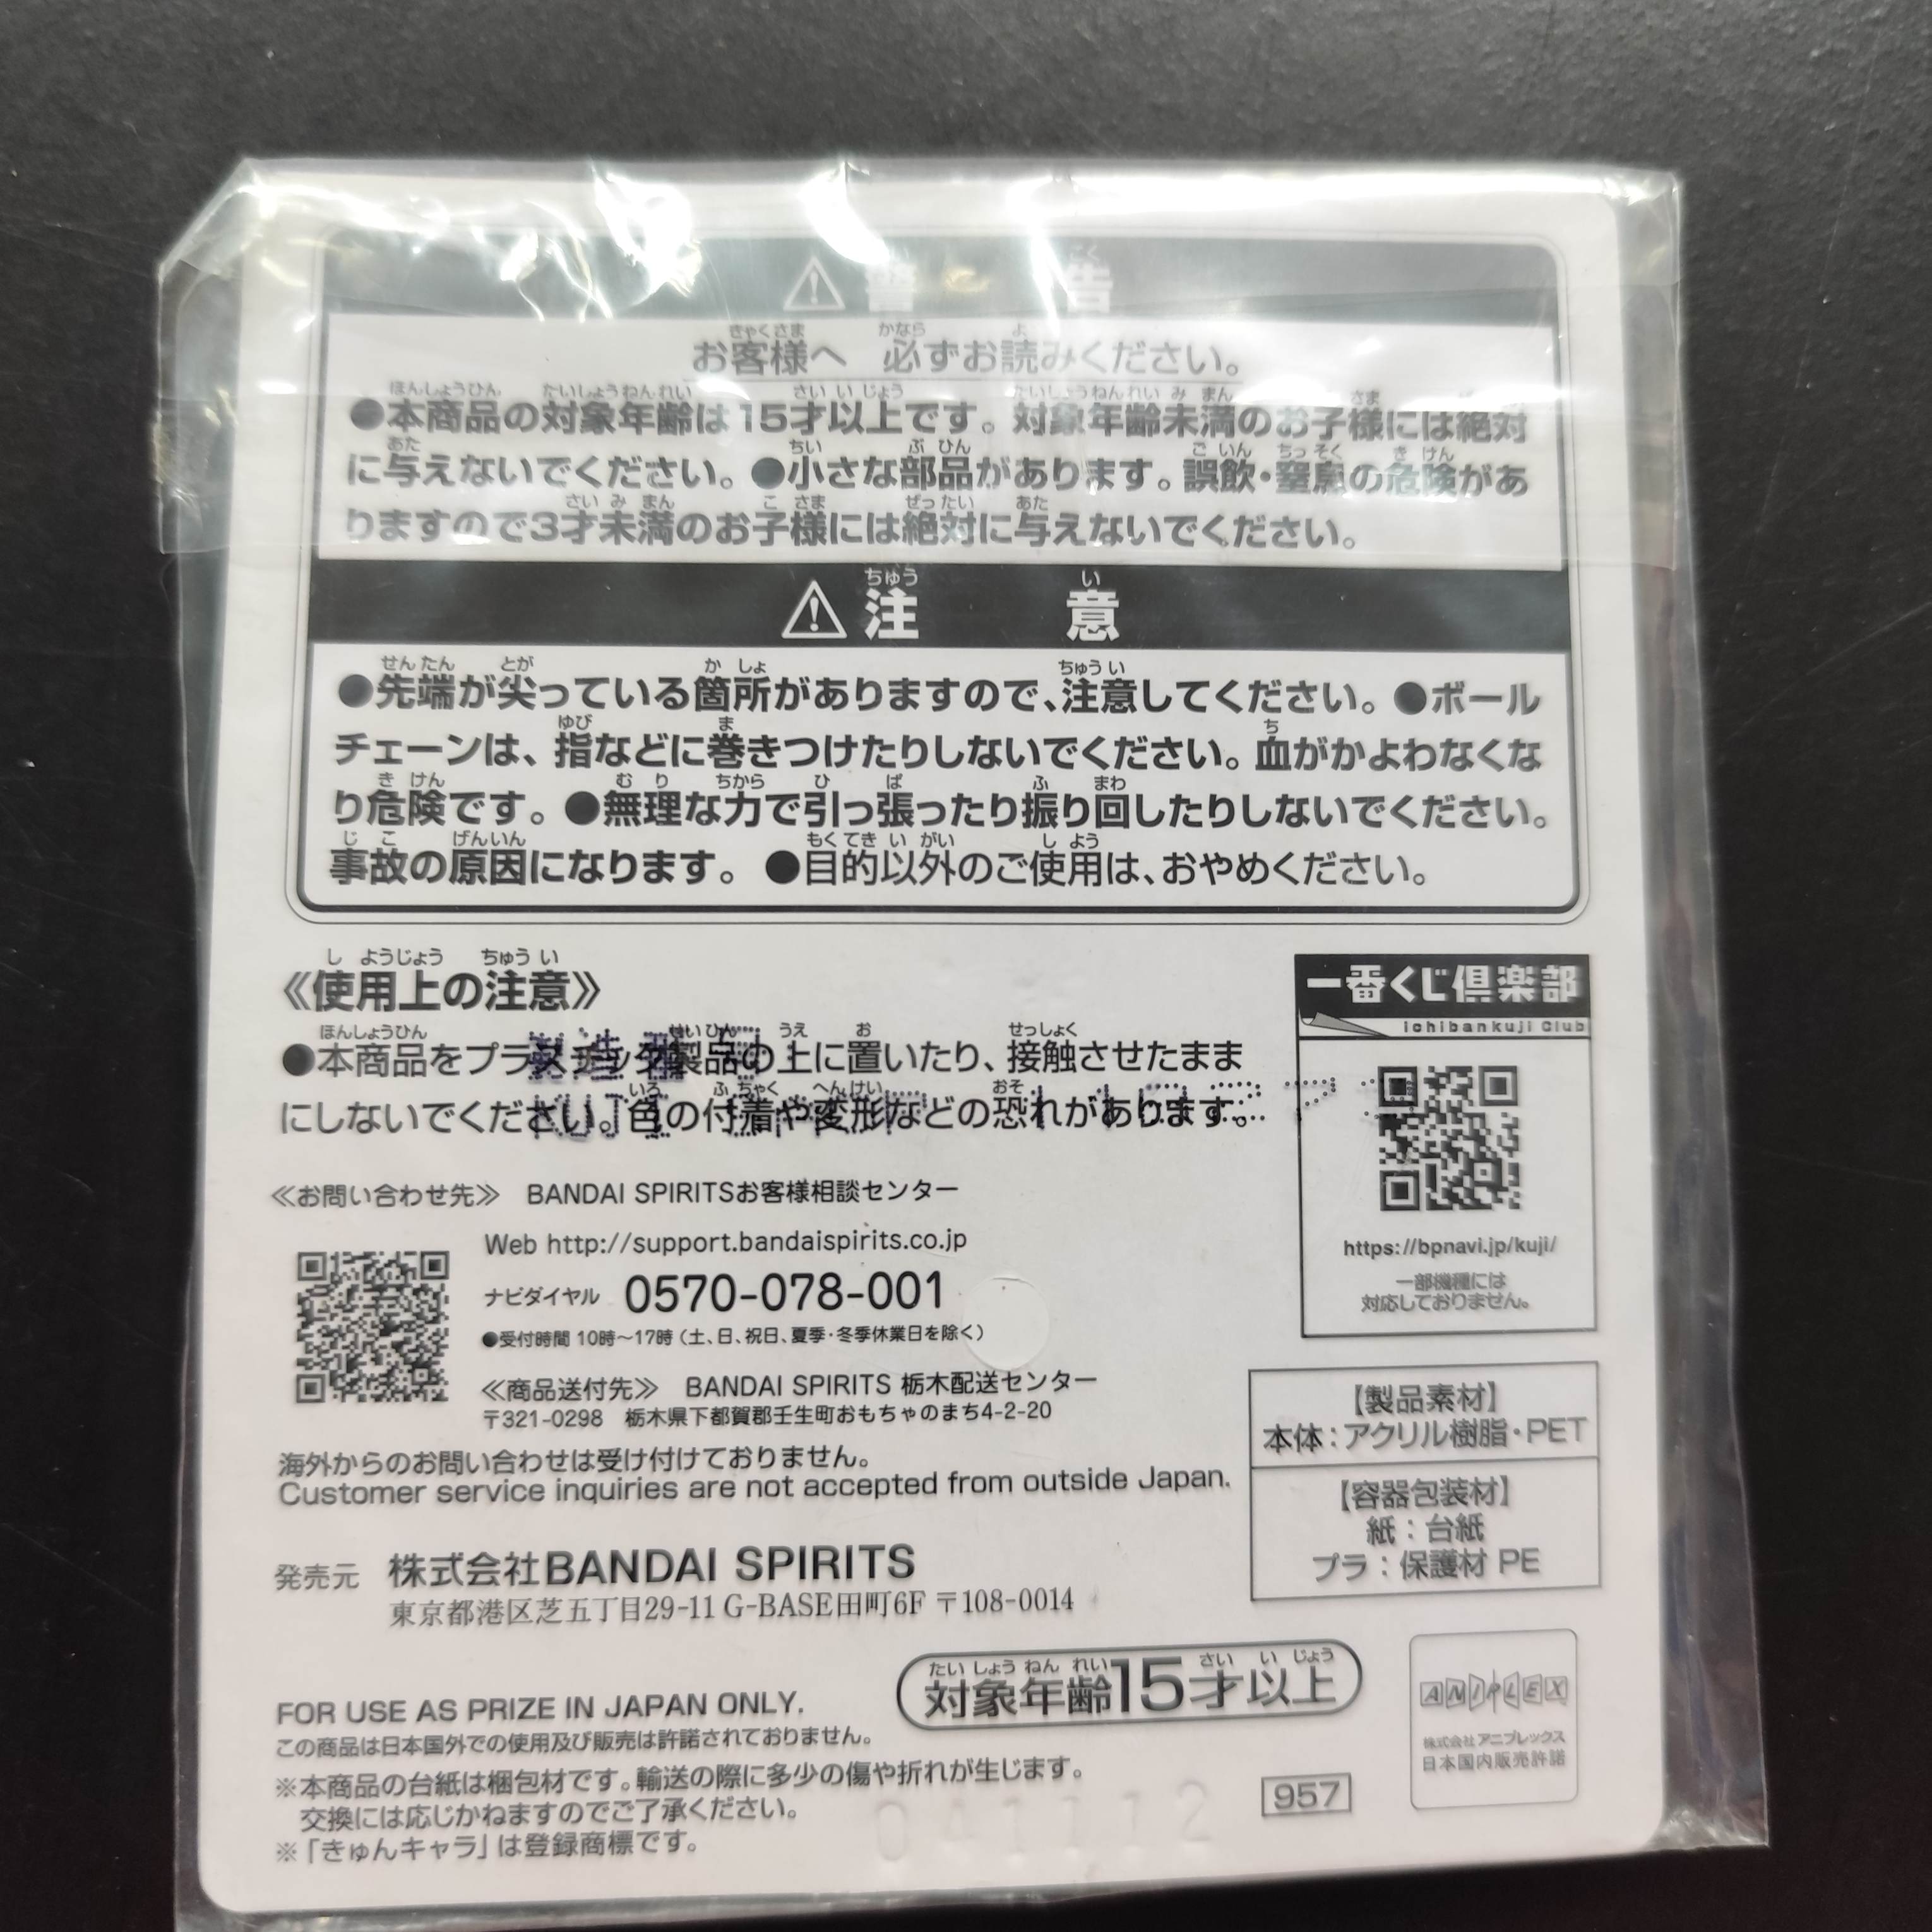 警告
お客様へ 必ずお読みください。
●本商品の対象年齢は15才以上です。対象年齢未満のお子様には絶対
に与えないでください。●小さな部品があります。誤飲・窒息の危険があ
りますので3才未満のお子様には絶対に与えないでください。
注意
●先端が尖っている箇所がありますので、注意してください。●ボール
チェーンは、指などに巻きつけたりしないでください。血がかよわなくな
り危険です。●無理な力で引っ張ったり振り回したりしないでください。
事故の原因になります。●目的以外のご使用は、おやめください。
《使用上の注意》
●本商品をプラスチック製品の上に置いたり、接触させたまま
にしないでください。色の付着や変形などの恐れがあります。
一番くじ倶楽部
ichibankuji Club
https://bpnavi.jp/kuji/
一部機種には
対応しておりません。
≪お問い合わせ先≫ BANDAI SPIRITSお客様相談センター
Web http://support.bandaispirits.co.jp
ナビダイヤル 0570-078-001
●受付時間 10時～17時（土、日、祝日、夏季・冬季休業日を除く）
≪商品送付先≫ BANDAI SPIRITS 栃木配送センター
〒321-0298 栃木県下都賀郡壬生町おもちゃのまち4-2-20
海外からのお問い合わせは受け付けておりません。
Customer service inquiries are not accepted from outside Japan.
【製品素材】
本体：アクリル樹脂・PET
【容器包装材】
紙：台紙
プラ：保護材 PE
発売元 株式会社BANDAI SPIRITS
東京都港区芝五丁目29-11 G-BASE田町6F 〒108-0014
対象年齢15才以上
FOR USE AS PRIZE IN JAPAN ONLY.
この商品は日本国外での使用及び販売は許諾されておりません。
※本商品の台紙は梱包材です。輸送の際に多少の傷や折れが生じます。
交換には応じかねますのでご了承ください。
※「きゅんキャラ」は登録商標です。
041112
957
ANIPLEX
株式会社アニプレックス
日本国内販売許諾